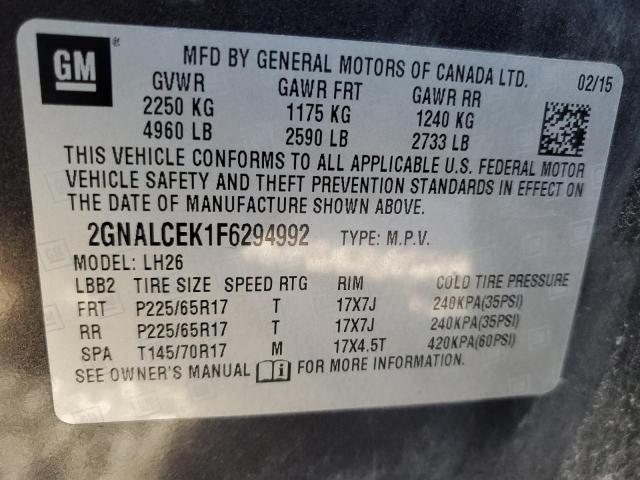 GM ® MFD BY GENERAL MOTORS OF CANADA LTD. 02/15
GVWR GAWR FRT GAWR RR
2250 KG 1175 KG 1240 KG
4960 LB 2590 LB 2733 LB
THIS VEHICLE CONFORMS TO ALL APPLICABLE U.S. FEDERAL MOTOR
VEHICLE SAFETY AND THEFT PREVENTION STANDARDS IN EFFECT ON
THE DATE OF MANUFACTURE SHOWN ABOVE.
2GNALCEK1F6294992 TYPE: M.P.V.
MODEL: LH26
LBB2 TIRE SIZE SPEED RTG RIM COLD TIRE PRESSURE
FRT P225/65R17 T 17X7J 240KPA(35PSI)
RR P225/65R17 T 17X7J 240KPA(35PSI)
SPA T145/70R17 M 17X4.5T 420KPA(60PSI)
SEE OWNER'S MANUAL i FOR MORE INFORMATION.